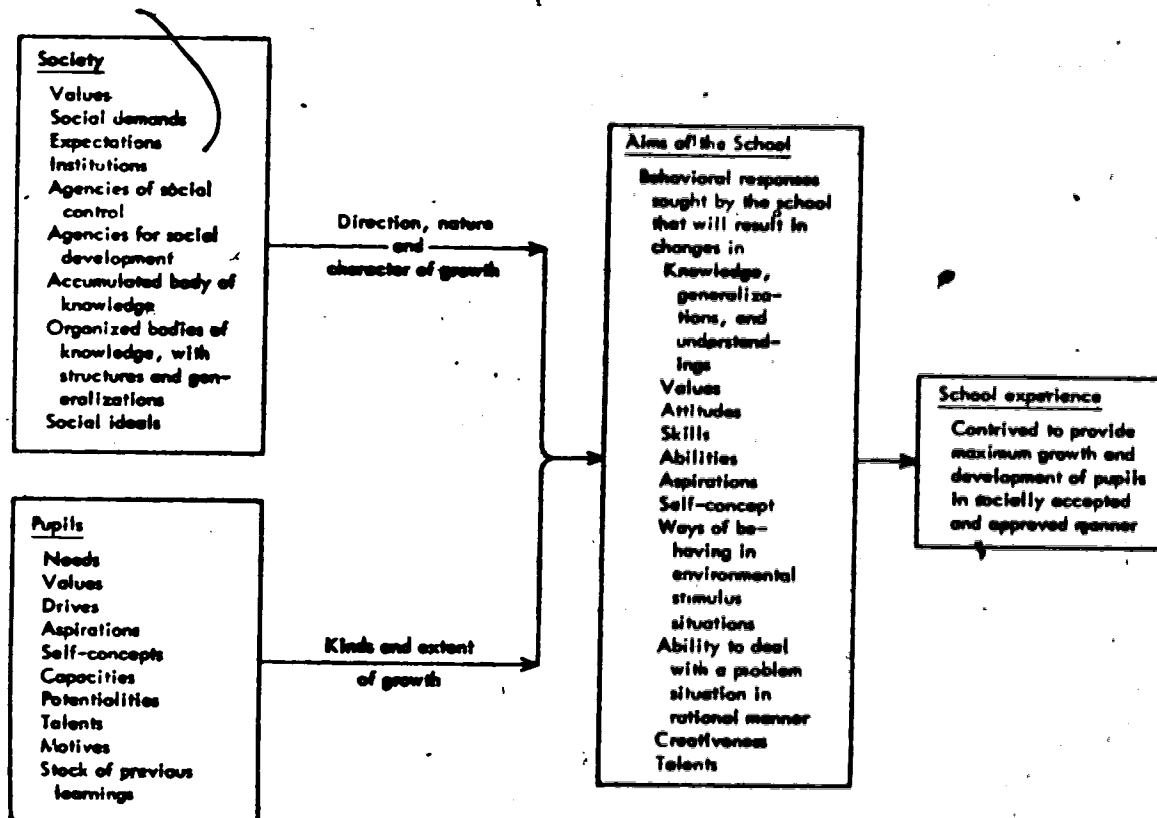 Society
Values
Social demands
Expectations
Institutions
Agencies of social
control
Agencies for social
development
Accumulated body of
knowledge
Organized bodies of
knowledge, with
structures and gen-
eralizations
Social ideals
Direction, nature
and
character of growth
Pupils
Needs
Values
Drives
Aspirations
Self-concepts
Capacities
Potentialities
Talents
Motives
Stock of previous
learnings
Kinds and extent
of growth
Aims of the School
Behavioral responses
sought by the school
that will result in
changes in
Knowledge,
generaliza-
tions, and
understand-
ings
Values
Attitudes
Skills
Abilities
Aspirations
Self-concept
Ways of be-
having in
environmental
stimulus
situations
Ability to deal
with a problem
situation in
rational manner
Creativeness
Talents
School experience
Contrived to provide
maximum growth and
development of pupils
in socially accepted
and approved manner